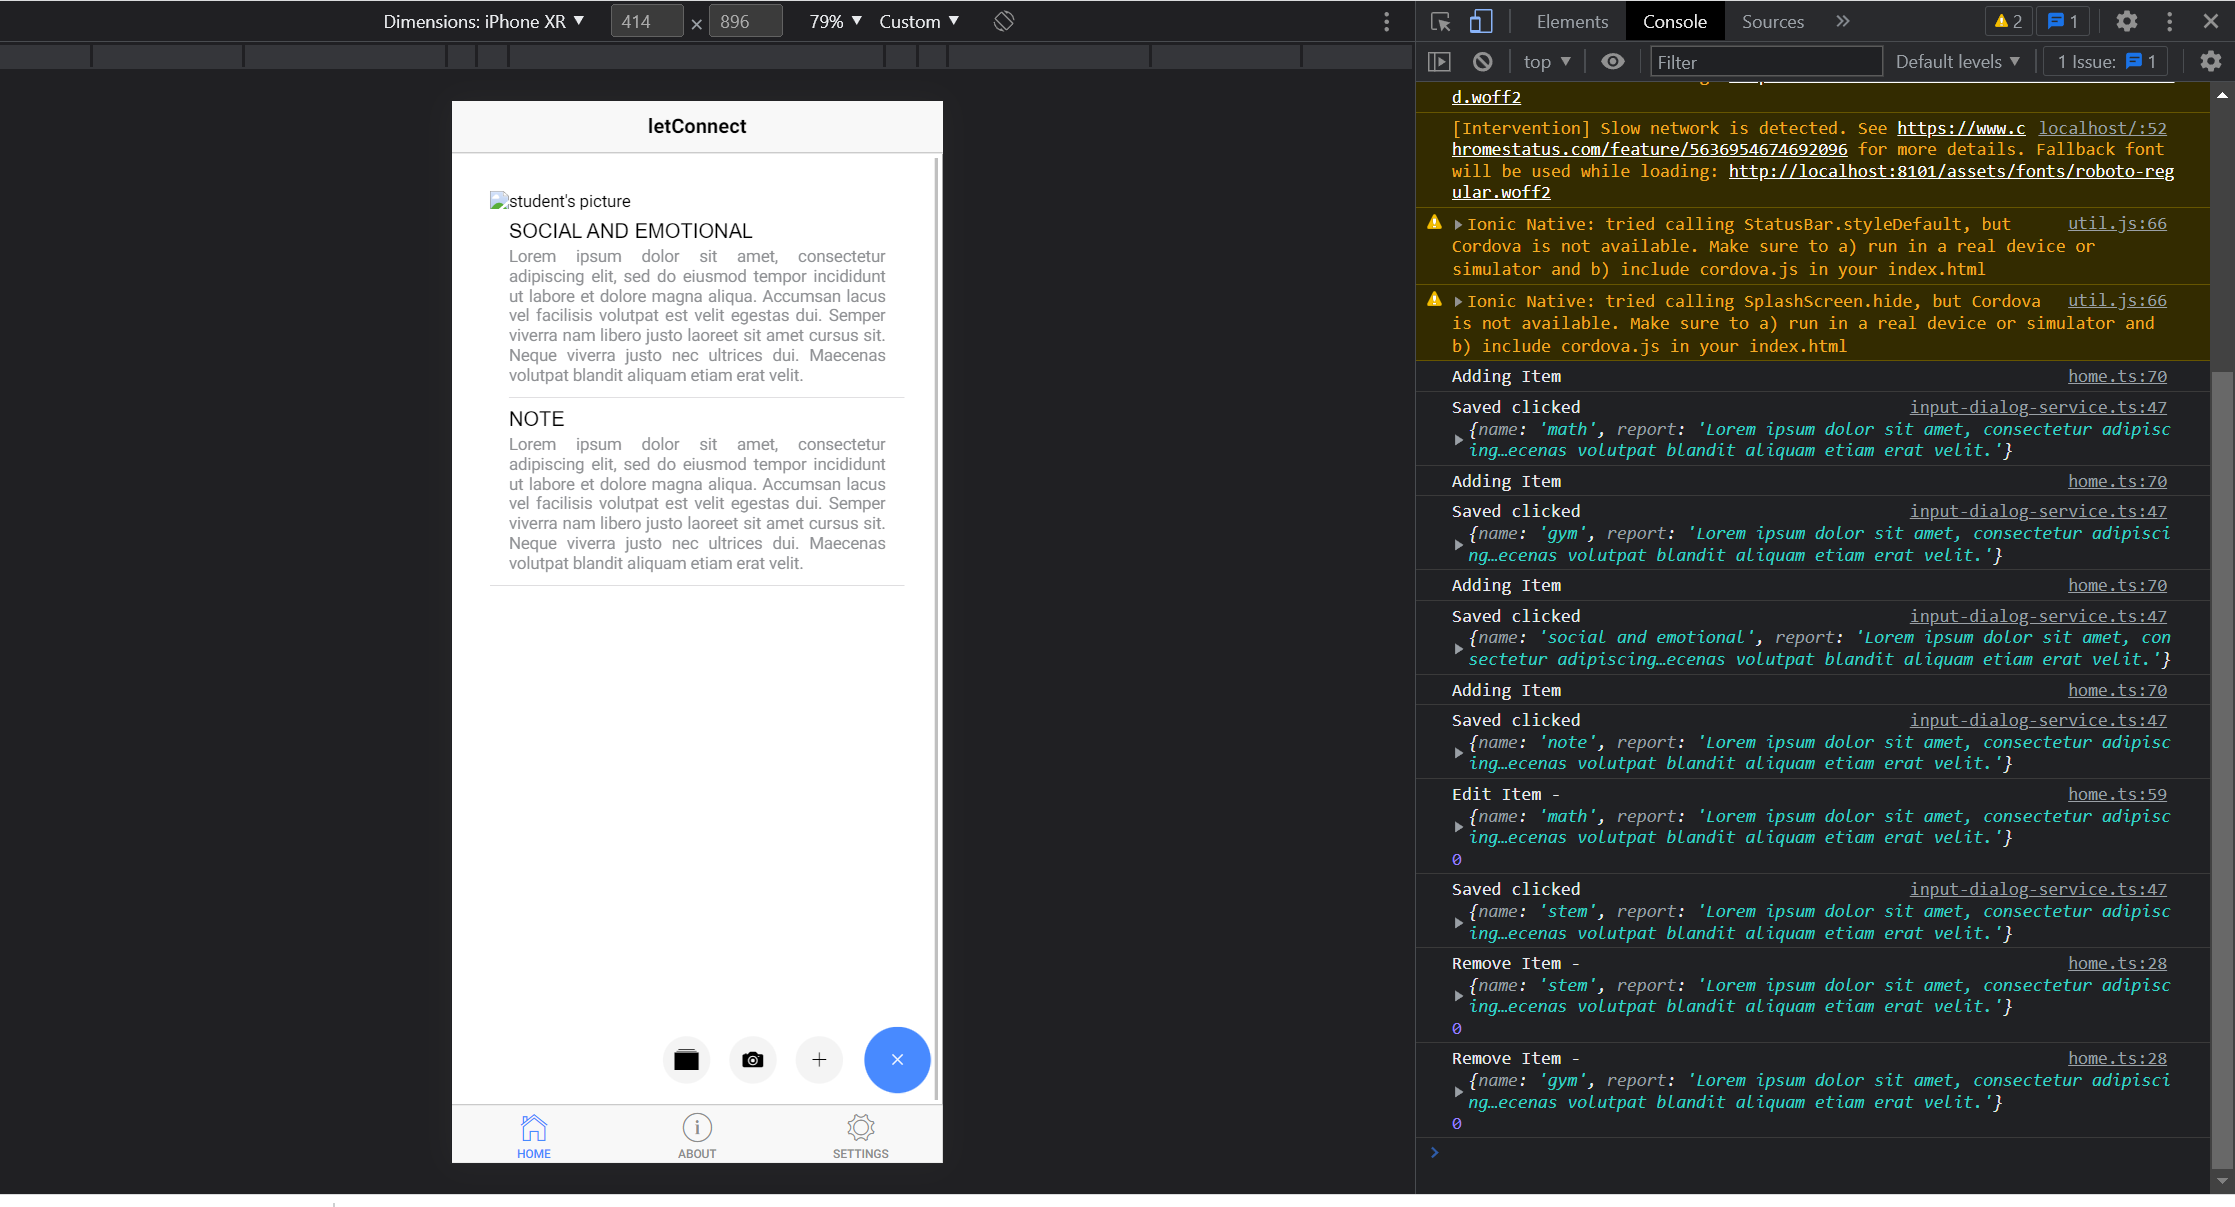 Dimensions: iPhone XR ▼ 414 × 896 79% ▼ Custom ▼
letConnect
student's picture
SOCIAL AND EMOTIONAL
Lorem ipsum dolor sit amet, consectetur
adipiscing elit, sed do eiusmod tempor incididunt
ut labore et dolore magna aliqua. Accumsan lacus
vel facilisis volutpat est velit egestas dui. Semper
viverra nam libero justo laoreet sit amet cursus sit.
Neque viverra justo nec ultrices dui. Maecenas
volutpat blandit aliquam etiam erat velit.
NOTE
Lorem ipsum dolor sit amet, consectetur
adipiscing elit, sed do eiusmod tempor incididunt
ut labore et dolore magna aliqua. Accumsan lacus
vel facilisis volutpat est velit egestas dui. Semper
viverra nam libero justo laoreet sit amet cursus sit.
Neque viverra justo nec ultrices dui. Maecenas
volutpat blandit aliquam etiam erat velit.
HOME ABOUT SETTINGS
Elements Console Sources » 2 1
top ▼ Filter Default levels ▼ 1 Issue: 1
d.woff2
[Intervention] Slow network is detected. See https://www.c localhost/:52
hromestatus.com/feature/5636954674692096 for more details. Fallback font
will be used while loading: http://localhost:8101/assets/fonts/roboto-reg
ular.woff2
Ionic Native: tried calling StatusBar.styleDefault, but util.js:66
Cordova is not available. Make sure to a) run in a real device or
simulator and b) include cordova.js in your index.html
Ionic Native: tried calling SplashScreen.hide, but Cordova util.js:66
is not available. Make sure to a) run in a real device or simulator and
b) include cordova.js in your index.html
Adding Item home.ts:70
Saved clicked input-dialog-service.ts:47
{name: 'math', report: 'Lorem ipsum dolor sit amet, consectetur adipisc
ing…ecenas volutpat blandit aliquam etiam erat velit.'}
Adding Item home.ts:70
Saved clicked input-dialog-service.ts:47
{name: 'gym', report: 'Lorem ipsum dolor sit amet, consectetur adipisci
ng…ecenas volutpat blandit aliquam etiam erat velit.'}
Adding Item home.ts:70
Saved clicked input-dialog-service.ts:47
{name: 'social and emotional', report: 'Lorem ipsum dolor sit amet, con
sectetur adipiscing…ecenas volutpat blandit aliquam etiam erat velit.'}
Adding Item home.ts:70
Saved clicked input-dialog-service.ts:47
{name: 'note', report: 'Lorem ipsum dolor sit amet, consectetur adipisc
ing…ecenas volutpat blandit aliquam etiam erat velit.'}
Edit Item - home.ts:59
{name: 'math', report: 'Lorem ipsum dolor sit amet, consectetur adipisc
ing…ecenas volutpat blandit aliquam etiam erat velit.'}
0
Saved clicked input-dialog-service.ts:47
{name: 'stem', report: 'Lorem ipsum dolor sit amet, consectetur adipisc
ing…ecenas volutpat blandit aliquam etiam erat velit.'}
Remove Item - home.ts:28
{name: 'stem', report: 'Lorem ipsum dolor sit amet, consectetur adipisc
ing…ecenas volutpat blandit aliquam etiam erat velit.'}
0
Remove Item - home.ts:28
{name: 'gym', report: 'Lorem ipsum dolor sit amet, consectetur adipisci
ng…ecenas volutpat blandit aliquam etiam erat velit.'}
0